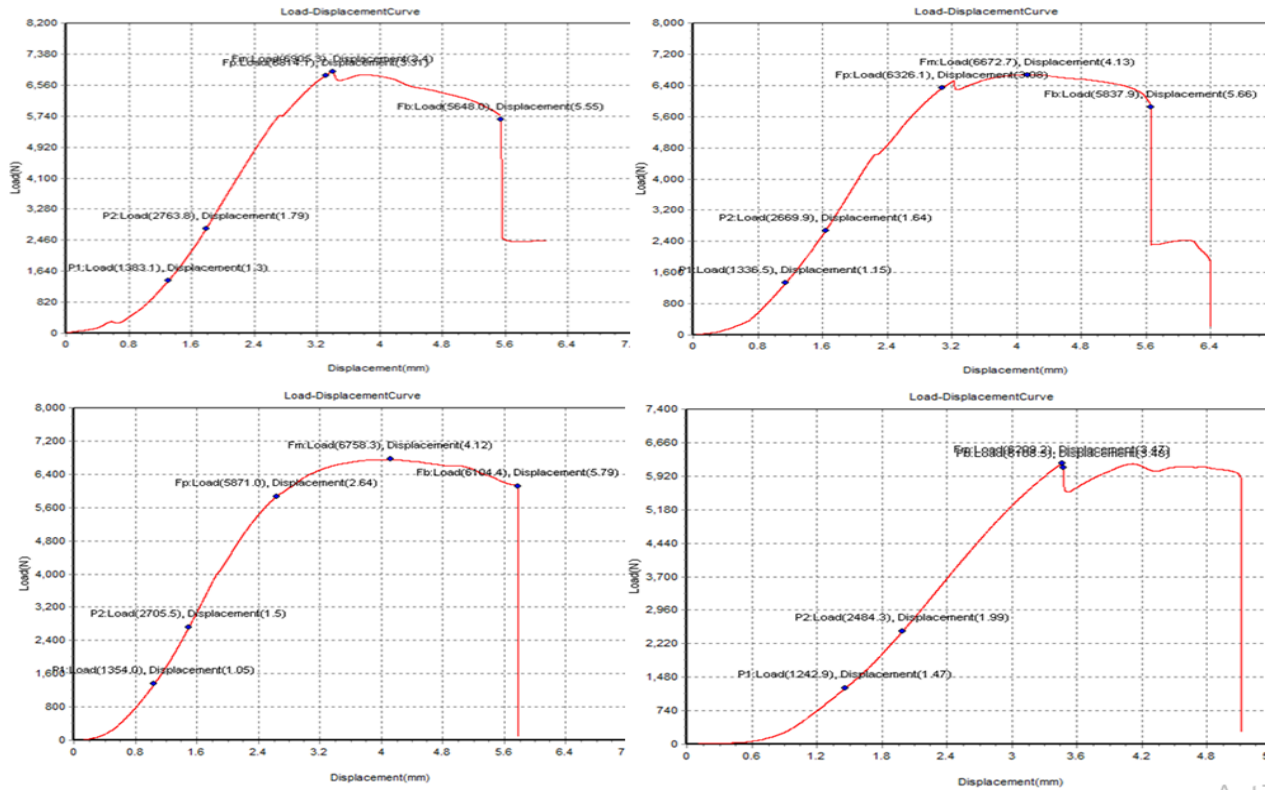 Load-DisplacementCurve
8,200
7,380
6,560
5,740
4,920
4,100
3,280
2,460
1,640
820
0
Load(N)
Displacement(3.4)
Displacement(3.31)
Fb:Load(5648.0), Displacement(5.55)
P2:Load(2763.8), Displacement(1.79)
P1:Load(1383.1), Displacement(1.3)
0 0.8 1.6 2.4 3.2 4 4.8 5.6 6.4 7.
Displacement(mm)
Load-DisplacementCurve
8,000
7,200
6,400
5,600
4,800
4,000
3,200
2,400
1,600
800
0
Load(N)
Fm:Load(6672.7), Displacement(4.13)
Fp:Load(6326.1), Displacement(3.08)
Fb:Load(5837.9), Displacement(5.66)
P2:Load(2669.9), Displacement(1.64)
P1:Load(1336.5), Displacement(1.15)
0 0.8 1.6 2.4 3.2 4 4.8 5.6 6.4
Displacement(mm)
Load-DisplacementCurve
8,000
7,200
6,400
5,600
4,800
4,000
3,200
2,400
1,600
800
0
Load(N)
Fm:Load(6758.3), Displacement(4.12)
Fb:Load(6104.4), Displacement(5.79)
Fp:Load(5871.0), Displacement(2.64)
P2:Load(2705.5), Displacement(1.5)
P1:Load(1354.0), Displacement(1.05)
0 0.8 1.6 2.4 3.2 4 4.8 5.6 6.4 7.
Displacement(mm)
Load-DisplacementCurve
7,400
6,660
5,920
5,180
4,440
3,700
2,960
2,220
1,480
740
0
Load(N)
P2:Load(2484.3), Displacement(1.99)
P1:Load(1242.9), Displacement(1.47)
0 0.6 1.2 1.8 2.4 3 3.6 4.2 4.8 5
Displacement(mm)